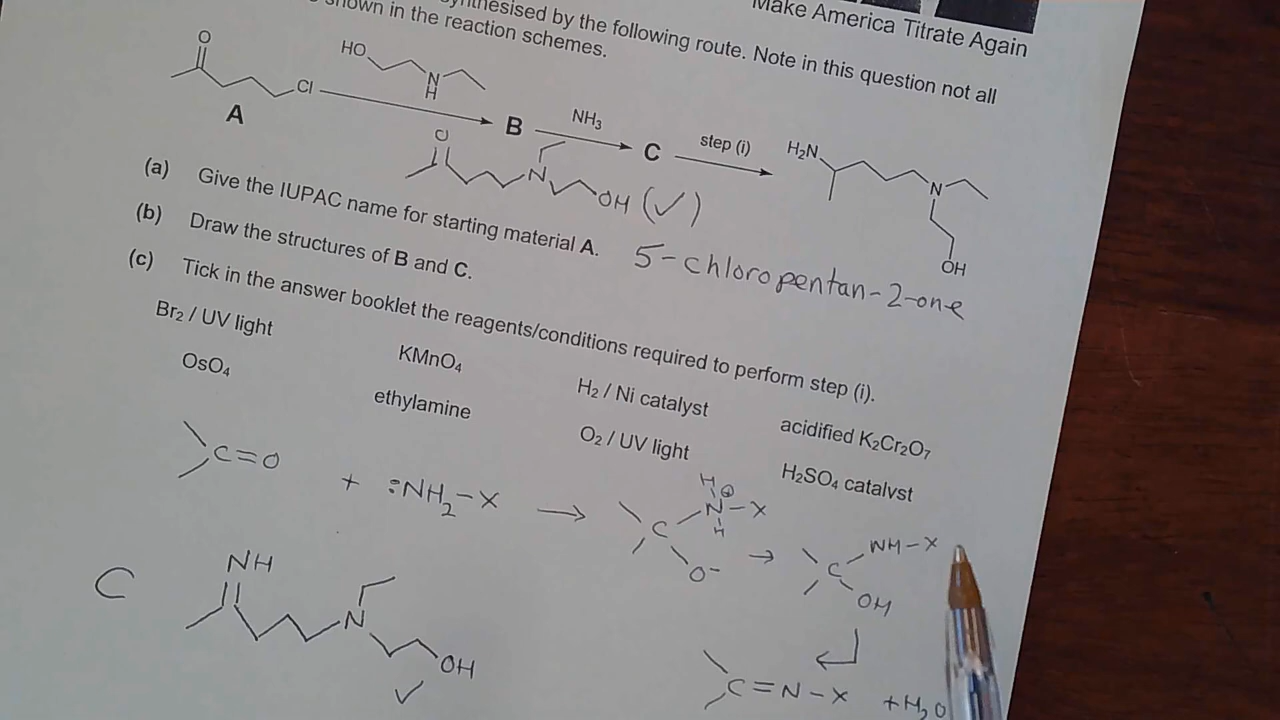 Make America Titrate Again
synthesised by the following route. Note in this question not all
shown in the reaction schemes.
O
Cl
A
HO
N
H
B
NH₃
C
step (i)
H₂N
N
OH
O
N
OH (✓)
(a) Give the IUPAC name for starting material A.
5-chloropentan-2-one
(b) Draw the structures of B and C.
(c) Tick in the answer booklet the reagents/conditions required to perform step (i).
Br₂ / UV light
KMnO₄
H₂ / Ni catalyst
acidified K₂Cr₂O₇
OsO₄
ethylamine
O₂ / UV light
H₂SO₄ catalyst
C=O + :NH₂-X →
H
⊕
N-X
H
C
O⁻
→
C
NH-X
OH
C=N-X +H₂O
C
NH
N
OH
✓